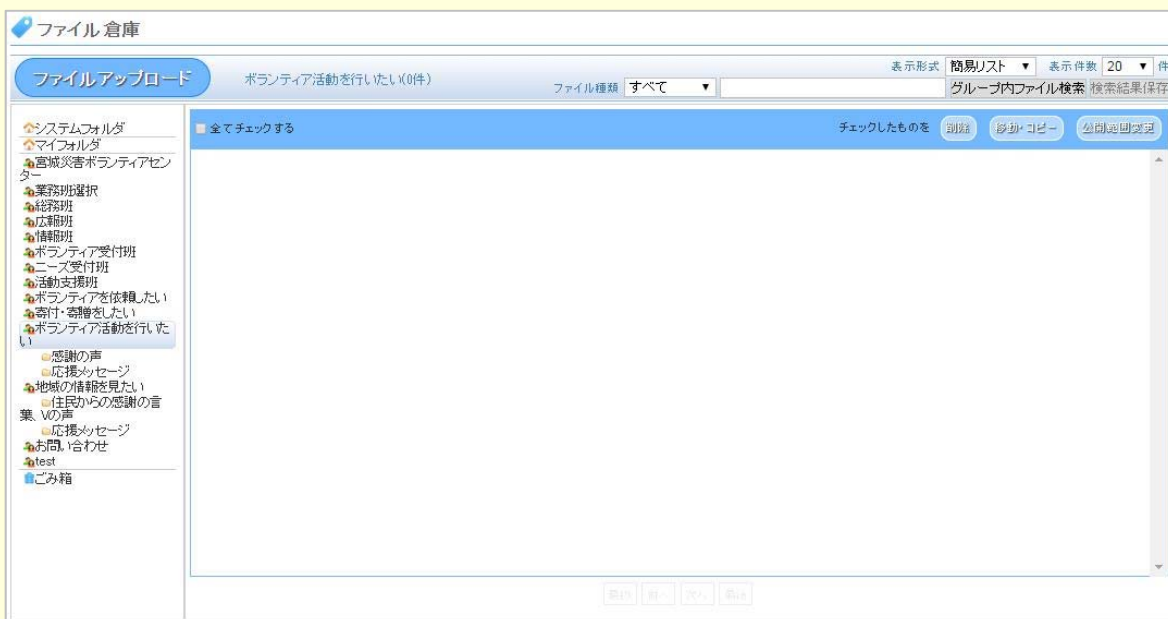 ファイル倉庫
ファイルアップロード
ボランティア活動を行いたい(0件)
ファイル種類 すべて
表示形式 簡易リスト 表示件数 20 件
グループ内ファイル検索 検索結果保存
全てチェックする
チェックしたものを 削除 移動・コピー 公開範囲変更
システムフォルダ
マイフォルダ
宮城災害ボランティアセン
ター
業務班選択
総務班
広報班
情報班
ボランティア受付班
ニーズ受付班
活動支援班
ボランティアを依頼したい
寄付・寄贈をしたい
ボランティア活動を行いた
い
感謝の声
応援メッセージ
地域の情報を見たい
住民からの感謝の言
葉、Vの声
応援メッセージ
お問い合わせ
test
ごみ箱